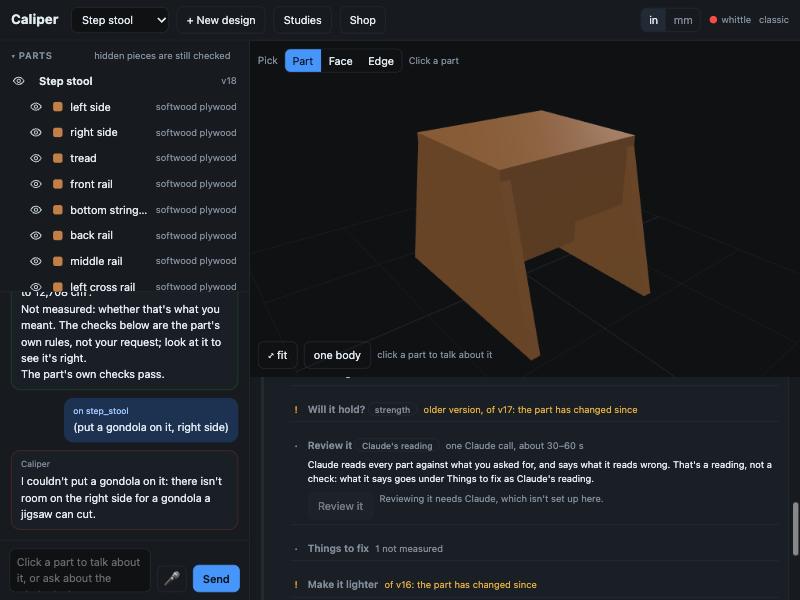 Caliper
Step stool
+ New design
Studies
Shop
in
mm
whittle
classic
PARTS
hidden pieces are still checked
Step stool
v18
left side
softwood plywood
right side
softwood plywood
tread
softwood plywood
front rail
softwood plywood
bottom string...
softwood plywood
back rail
softwood plywood
middle rail
softwood plywood
left cross rail
softwood plywood
Not measured: whether that's what you
meant. The checks below are the part's
own rules, not your request; look at it to
see it's right.
The part's own checks pass.
on step_stool
(put a gondola on it, right side)
Caliper
I couldn't put a gondola on it: there isn't
room on the right side for a gondola a
jigsaw can cut.
Click a part to talk about
it, or ask about the
Send
Pick
Part
Face
Edge
Click a part
fit
one body
click a part to talk about it
! Will it hold? strength older version, of v17: the part has changed since
· Review it Claude's reading one Claude call, about 30–60 s
Claude reads every part against what you asked for, and says what it reads wrong. That's a reading, not a
check: what it says goes under Things to fix as Claude's reading.
Review it
Reviewing it needs Claude, which isn't set up here.
· Things to fix 1 not measured
! Make it lighter of v16: the part has changed since